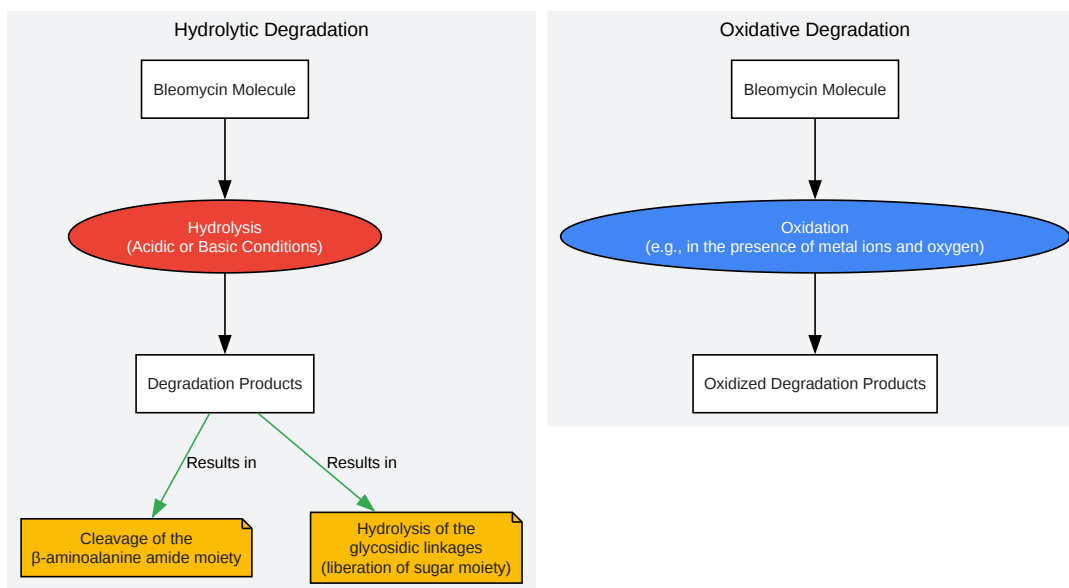 Hydrolytic Degradation
Bleomycin Molecule
Hydrolysis
(Acidic or Basic Conditions)
Degradation Products
Results in
Results in
Cleavage of the
β-aminoalanine amide moiety
Hydrolysis of the
glycosidic linkages
(liberation of sugar moiety)
Oxidative Degradation
Bleomycin Molecule
Oxidation
(e.g., in the presence of metal ions and oxygen)
Oxidized Degradation Products